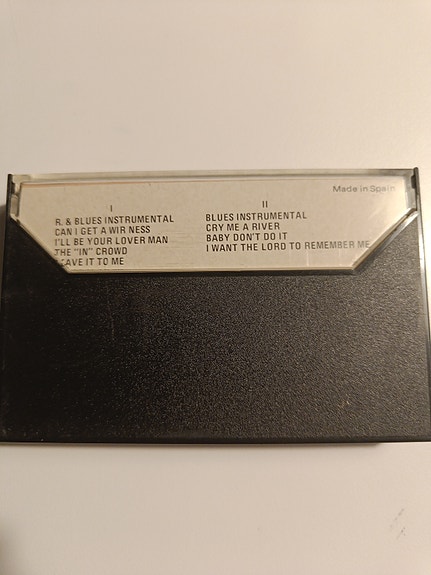 Made in Spain
I
R. & BLUES INSTRUMENTAL
CAN I GET A WIR NESS
I'LL BE YOUR LOVER MAN
THE "IN" CROWD
LEAVE IT TO ME
II
BLUES INSTRUMENTAL
CRY ME A RIVER
BABY DON'T DO IT
I WANT THE LORD TO REMEMBER ME